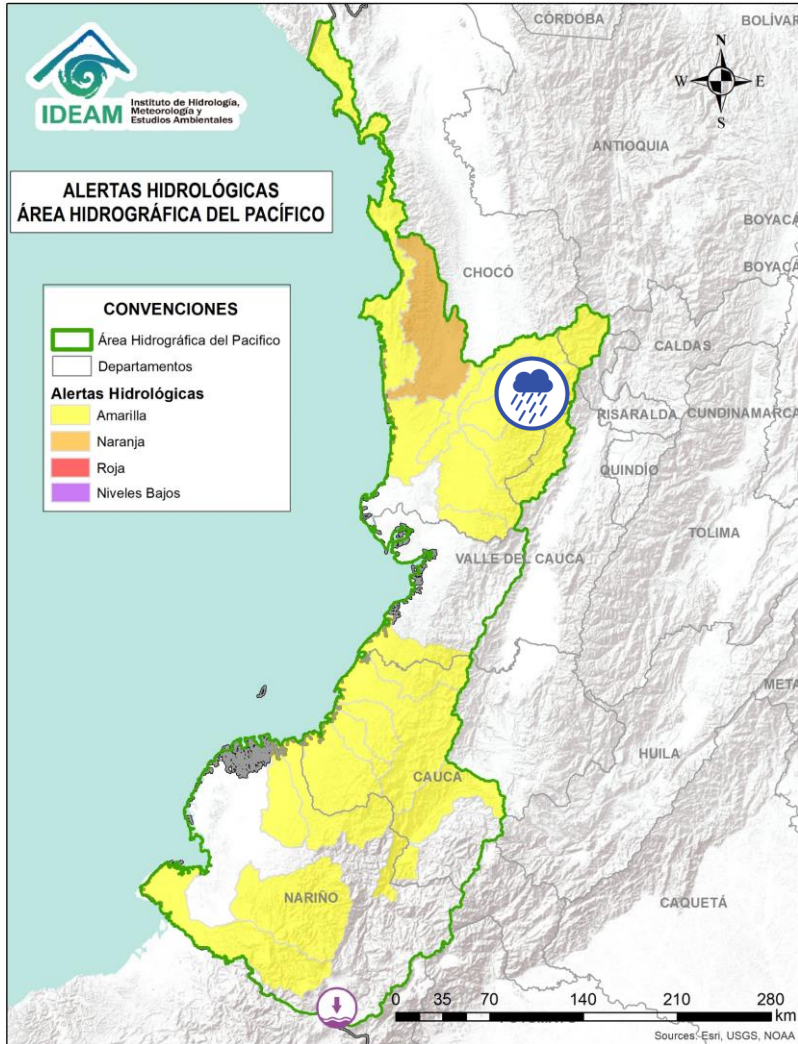 CÓRDOBA
BOLÍVAR
IDEAM
Instituto de Hidrología,
Meteorología y
Estudios Ambientales
N
W
E
S
ANTIOQUIA
ALERTAS HIDROLÓGICAS
ÁREA HIDROGRÁFICA DEL PACÍFICO
BOYACÁ
BOYACÁ
CHOCÓ
CONVENCIONES
Área Hidrográfica del Pacífico
Departamentos
Alertas Hidrológicas
Amarilla
Naranja
Roja
Niveles Bajos
CALDAS
RISARALDA
CUNDINAMARCA
QUINDÍO
TOLIMA
VALLE DEL CAUCA
META
HUILA
CAUCA
NARIÑO
CAQUETÁ
0 35 70 140 210 280
km
Sources: Esri, USGS, NOAA